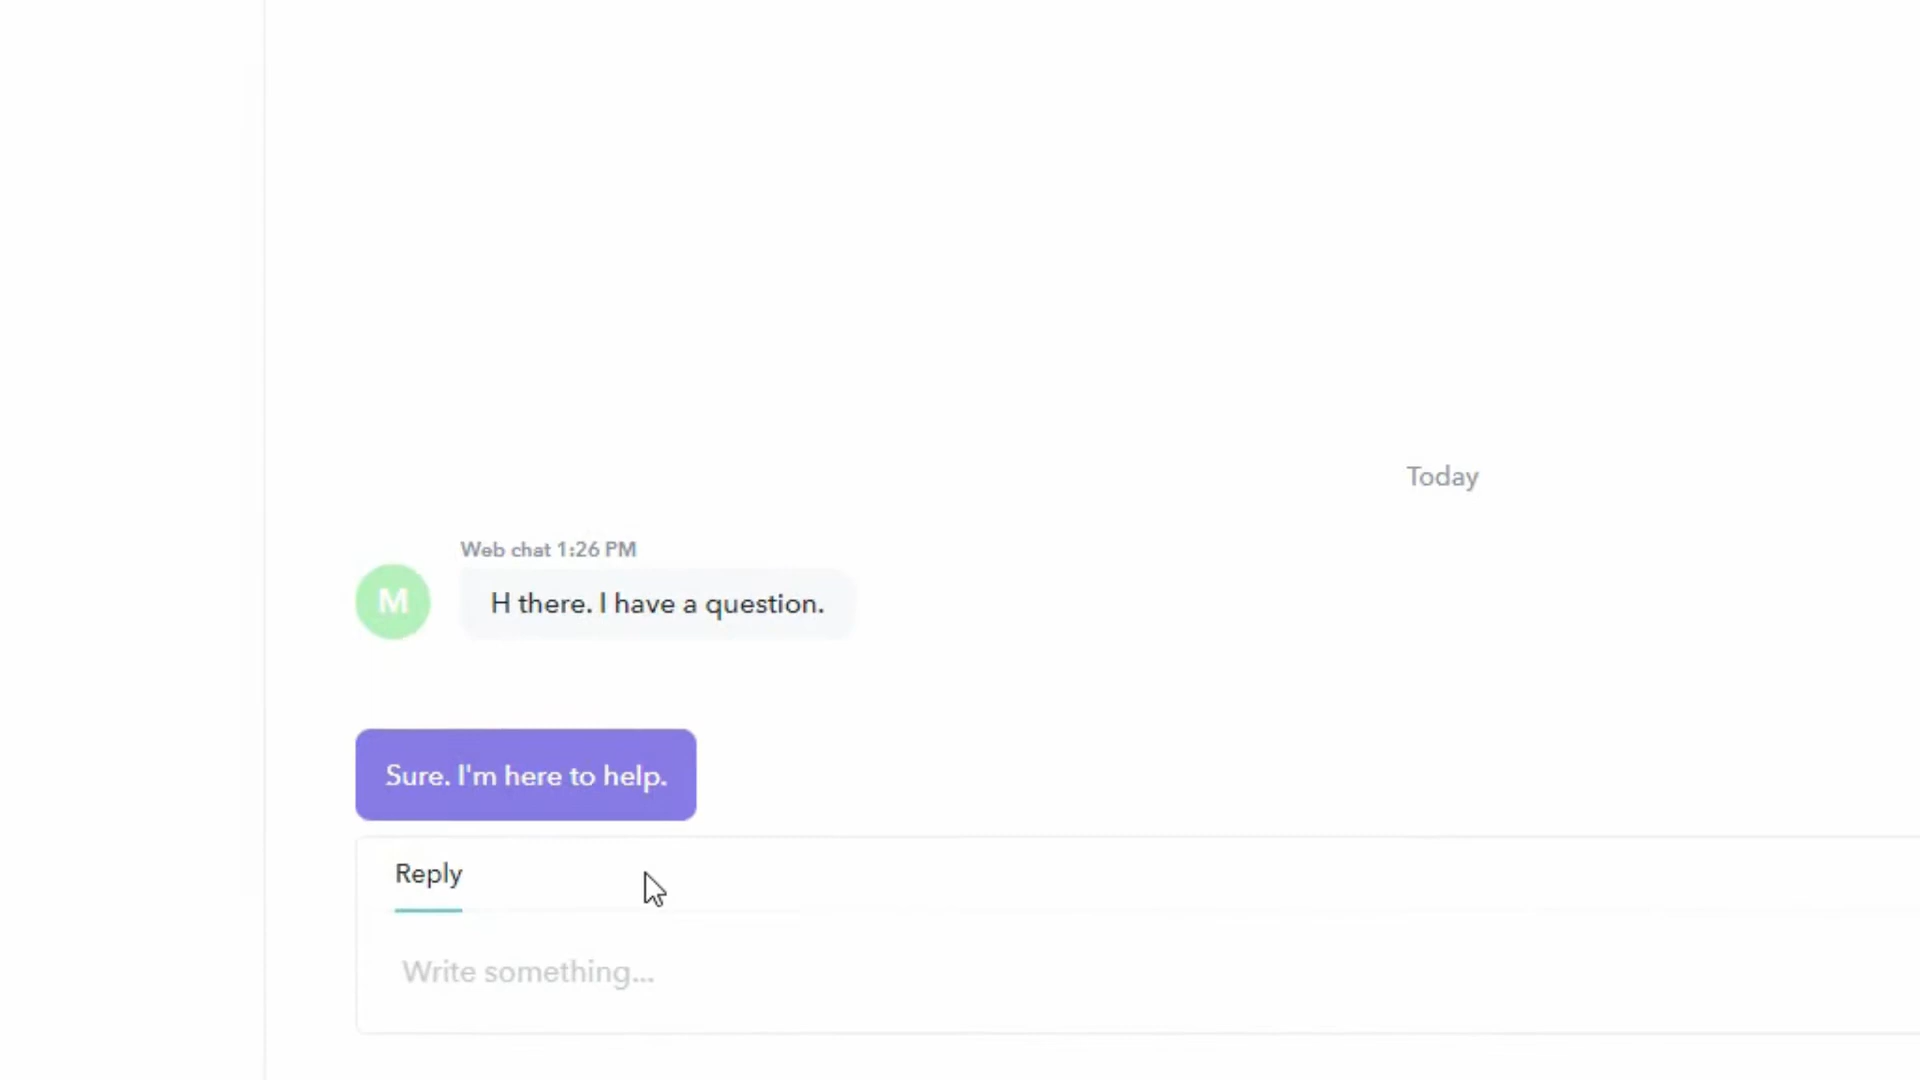 Today
Web chat 1:26 PM
M
H there. I have a question.
Sure. I'm here to help.
Reply
Write something...